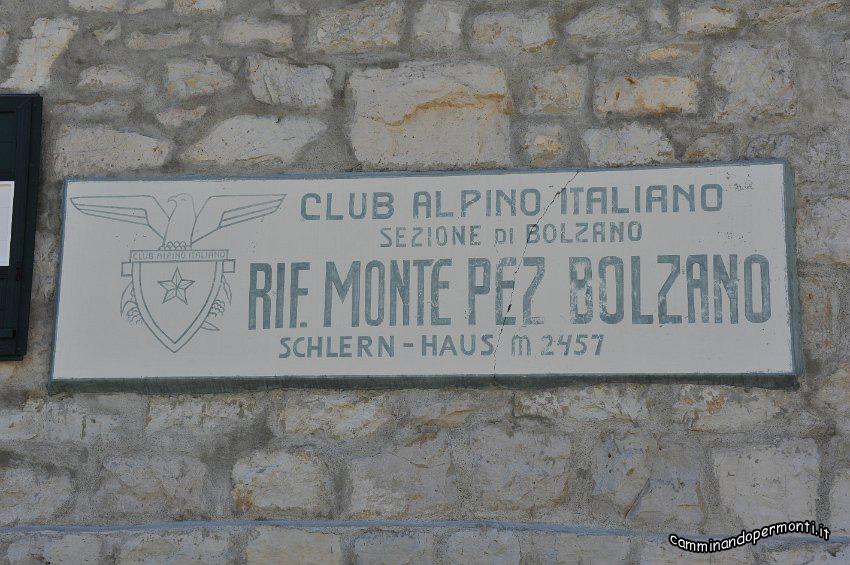 CLUB ALPINO ITALIANO
SEZIONE di BOLZANO
CLUB ALPINO ITALIANO
RIF. MONTE PEZ BOLZANO
SCHLERN - HAUS m 2457
camminandopermonti.it